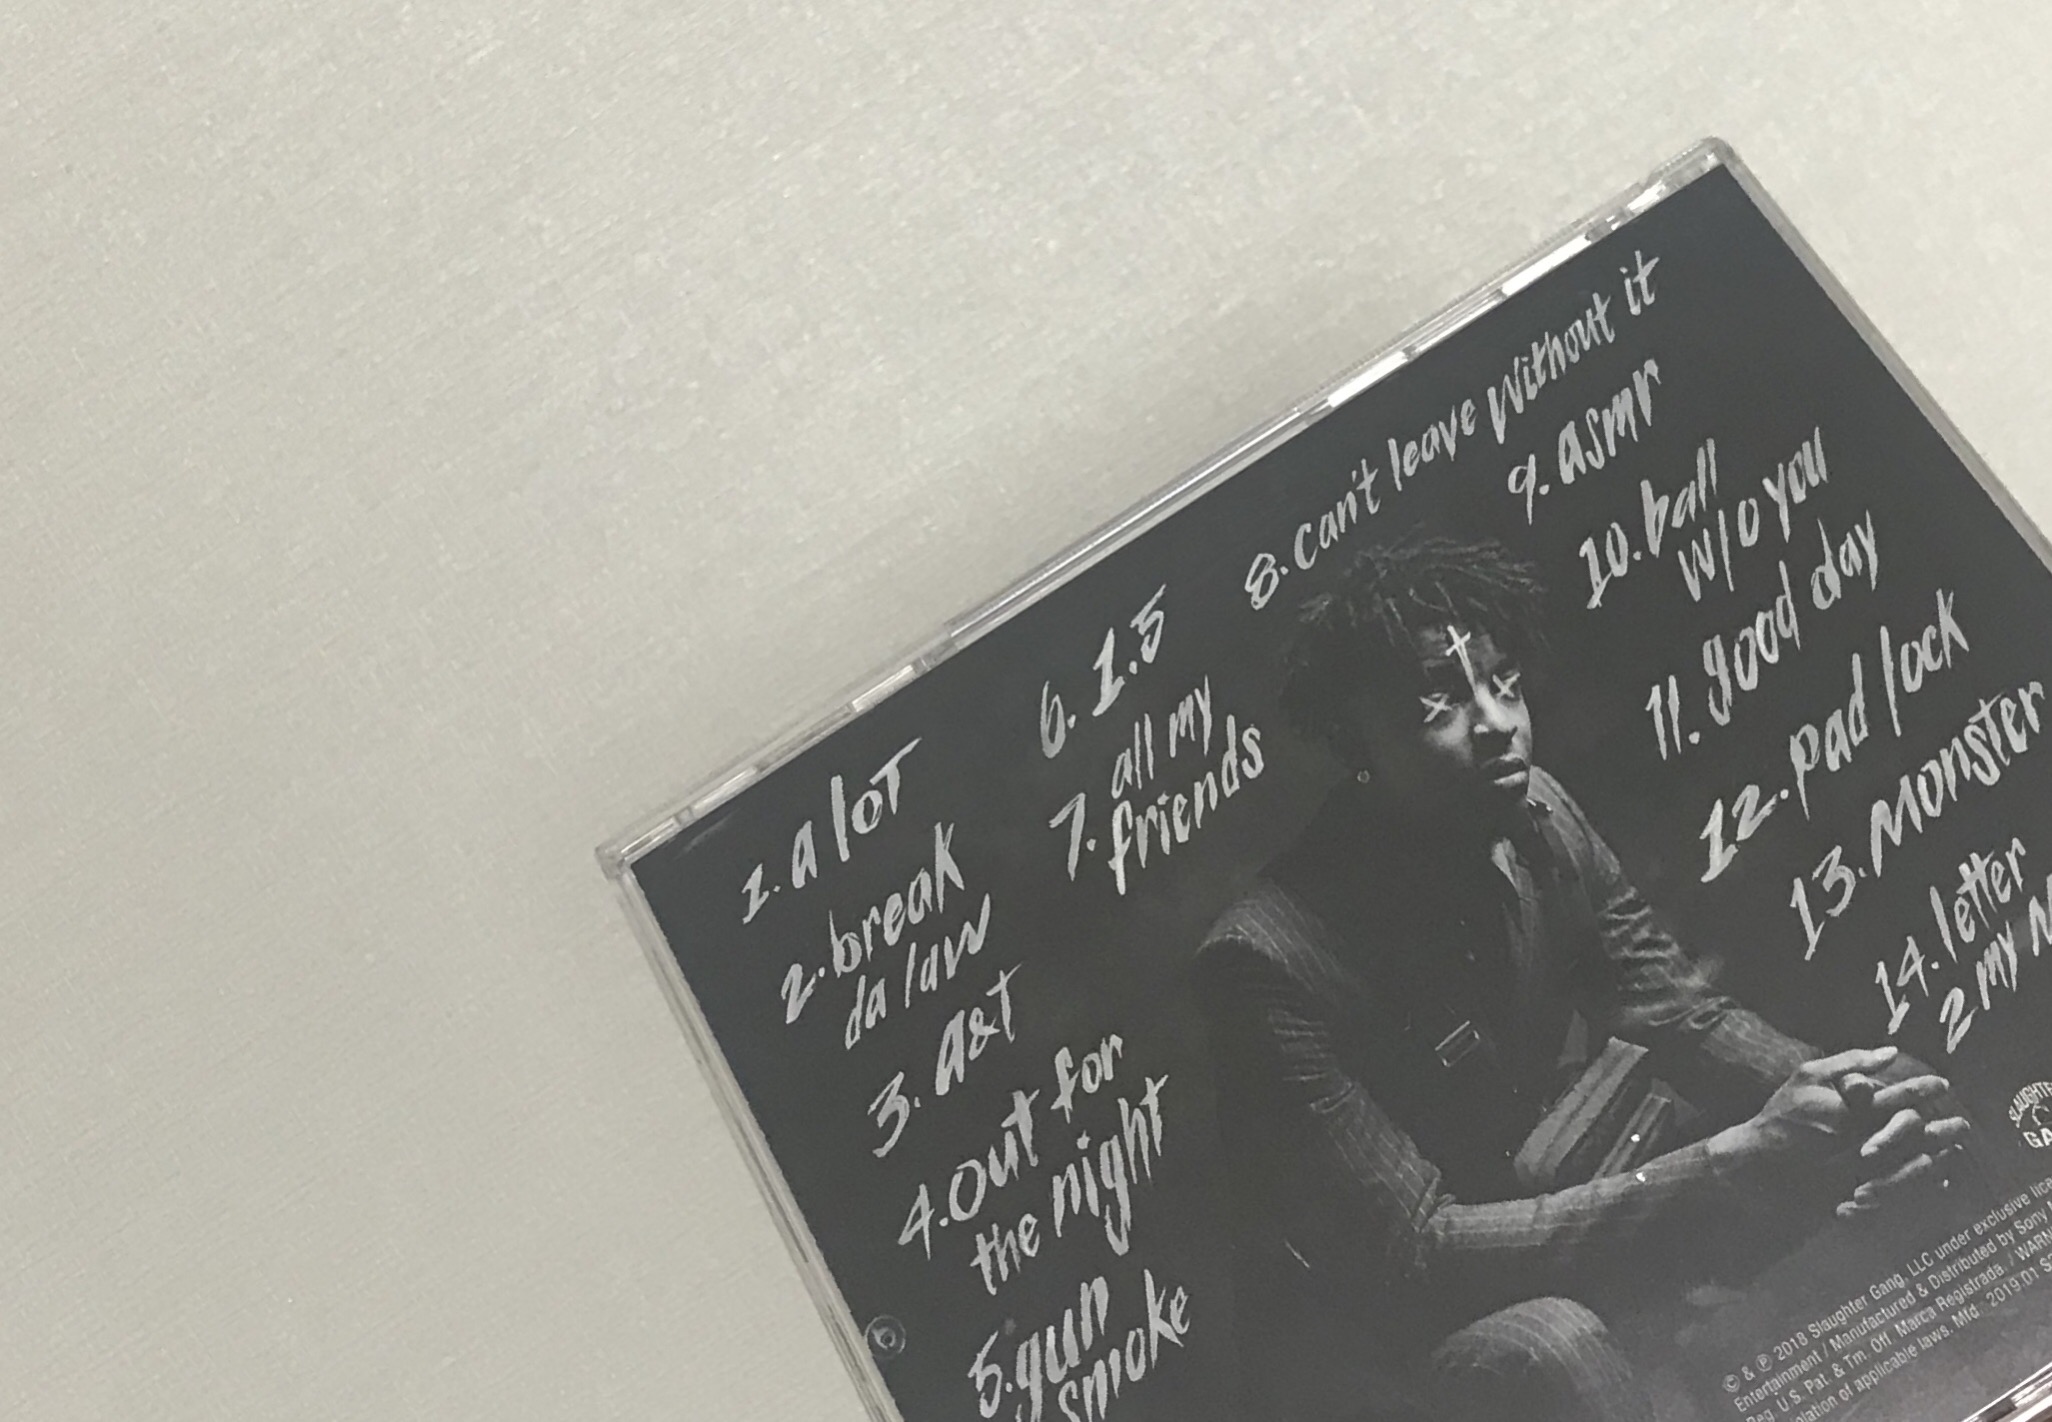 1. a lot
2. break
da law
3. a&t
4. out for
the night
5. gun
smoke
6. 1.5
7. all my
friends
8. can't leave without it
9. asmr
10. ball
w/o you
11. good day
12. pad lock
13. monster
14. letter
2 my
© & ℗ 2018 Slaughter Gang, LLC under exclusive
Entertainment / Manufactured & Distributed by Sony
Reg. U.S. Pat. & Tm. Off. Marca Registrada. /
of applicable laws. Mfd. 2019.01